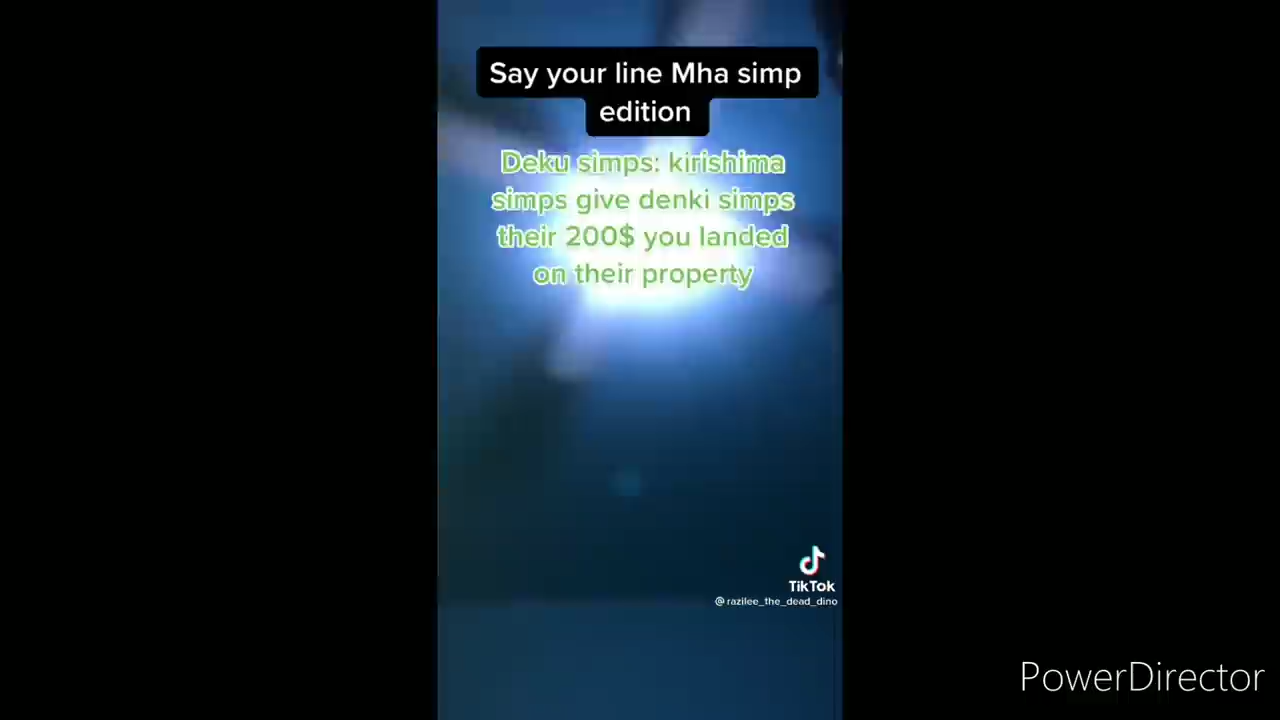 Say your line Mha simp
edition
Deku simps: kirishima
simps give denki simps
their 200$ you landed
on their property
TikTok
@razilee_the_dead_dino
PowerDirector